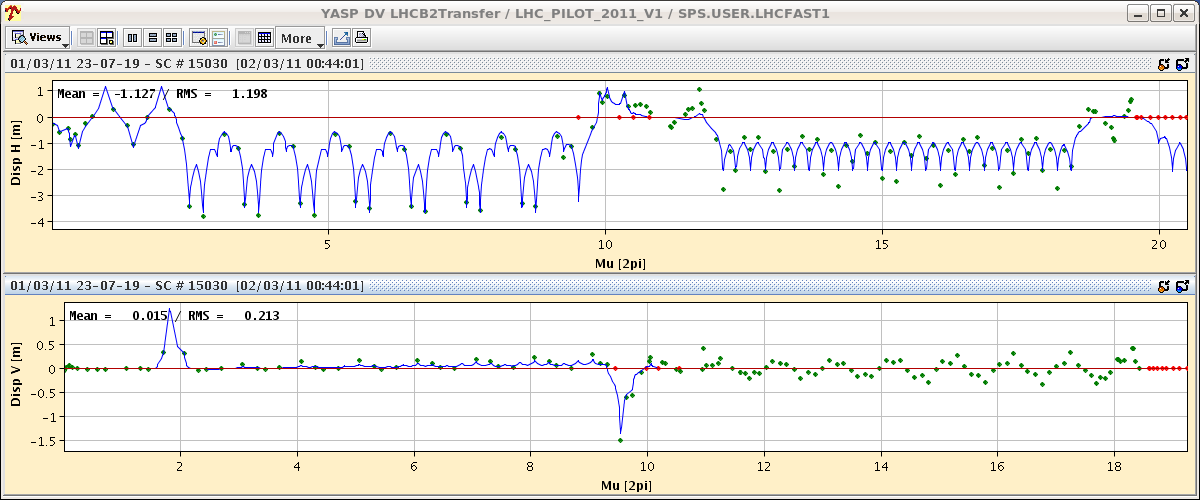 YASP DV LHCB2Transfer / LHC_PILOT_2011_V1 / SPS.USER.LHCFAST1
Views More
01/03/11 23-07-19 - SC # 15030 [02/03/11 00:44:01]
Mean = -1.127 / RMS = 1.198
Disp H [m]
1
0
-1
-2
-3
-4
5 10 15 20
Mu [2pi]
01/03/11 23-07-19 - SC # 15030 [02/03/11 00:44:01]
Mean = 0.015 / RMS = 0.213
Disp V [m]
1
0.5
0
-0.5
-1
-1.5
2 4 6 8 10 12 14 16 18
Mu [2pi]